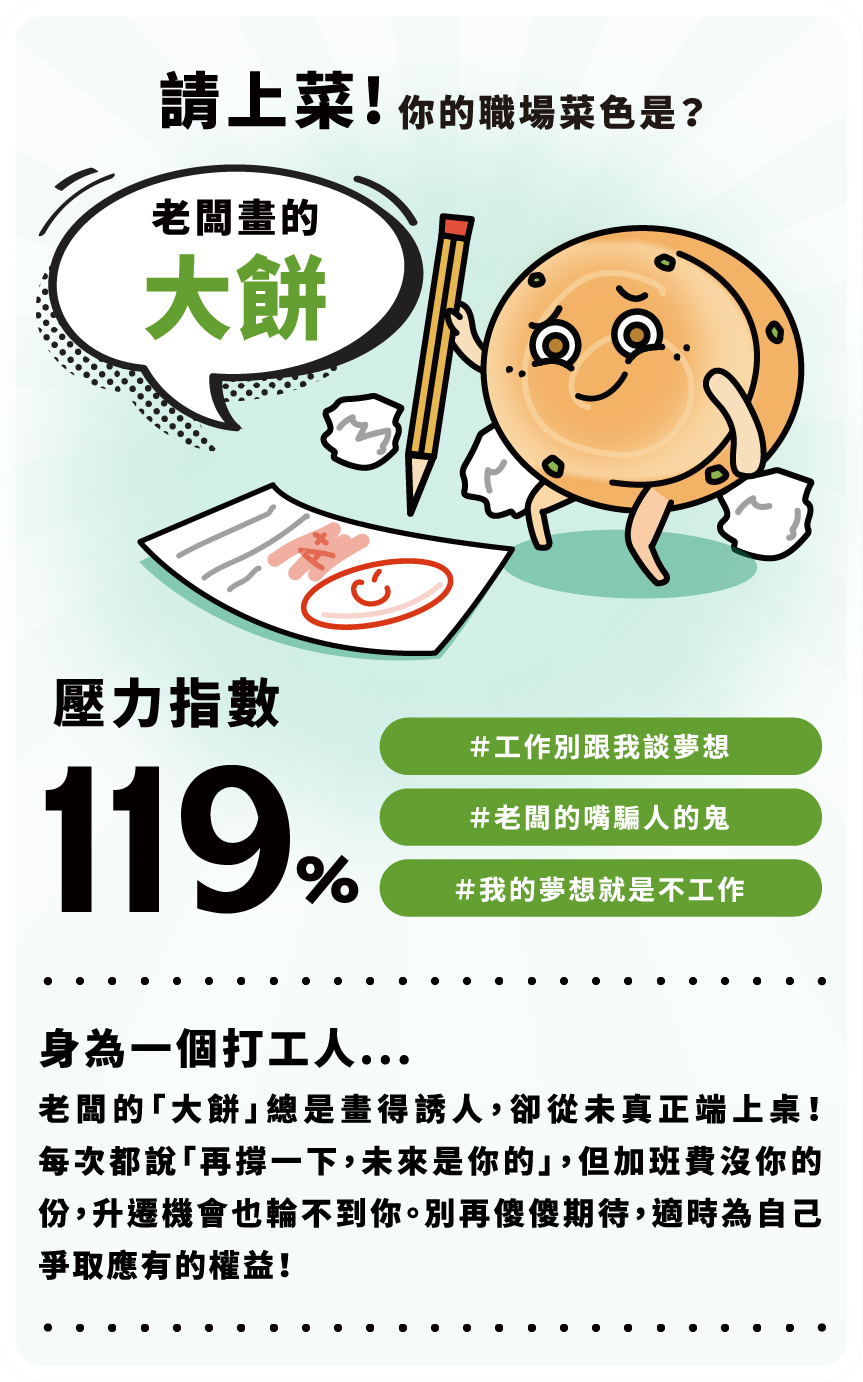 請上菜！你的職場菜色是？
老闆畫的
大餅
A+
壓力指數
119%
#工作別跟我談夢想
#老闆的嘴騙人的鬼
#我的夢想就是不工作
身為一個打工人...
老闆的「大餅」總是畫得誘人，卻從未真正端上桌！
每次都說「再撐一下，未來是你的」，但加班費沒你的
份，升遷機會也輪不到你。別再傻傻期待，適時為自己
爭取應有的權益！